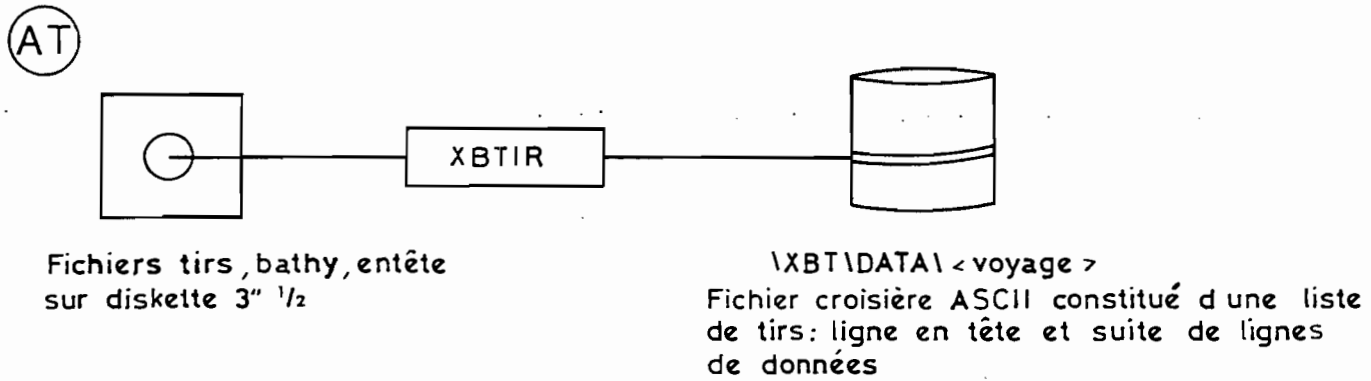 AT
XBTIR
Fichiers tirs, bathy, entête
sur diskette 3" 1/2
\XBT\DATA\ < voyage >
Fichier croisière ASCII constitué d une liste
de tirs: ligne en tête et suite de lignes
de données